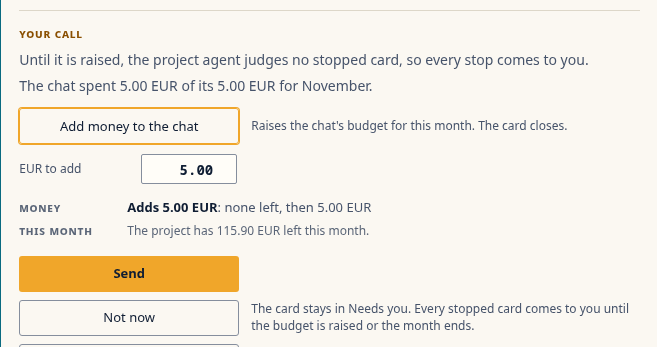 YOUR CALL
Until it is raised, the project agent judges no stopped card, so every stop comes to you.
The chat spent 5.00 EUR of its 5.00 EUR for November.
Add money to the chat
Raises the chat's budget for this month. The card closes.
EUR to add
5.00
MONEY
Adds 5.00 EUR: none left, then 5.00 EUR
THIS MONTH
The project has 115.90 EUR left this month.
Send
Not now
The card stays in Needs you. Every stopped card comes to you until
the budget is raised or the month ends.